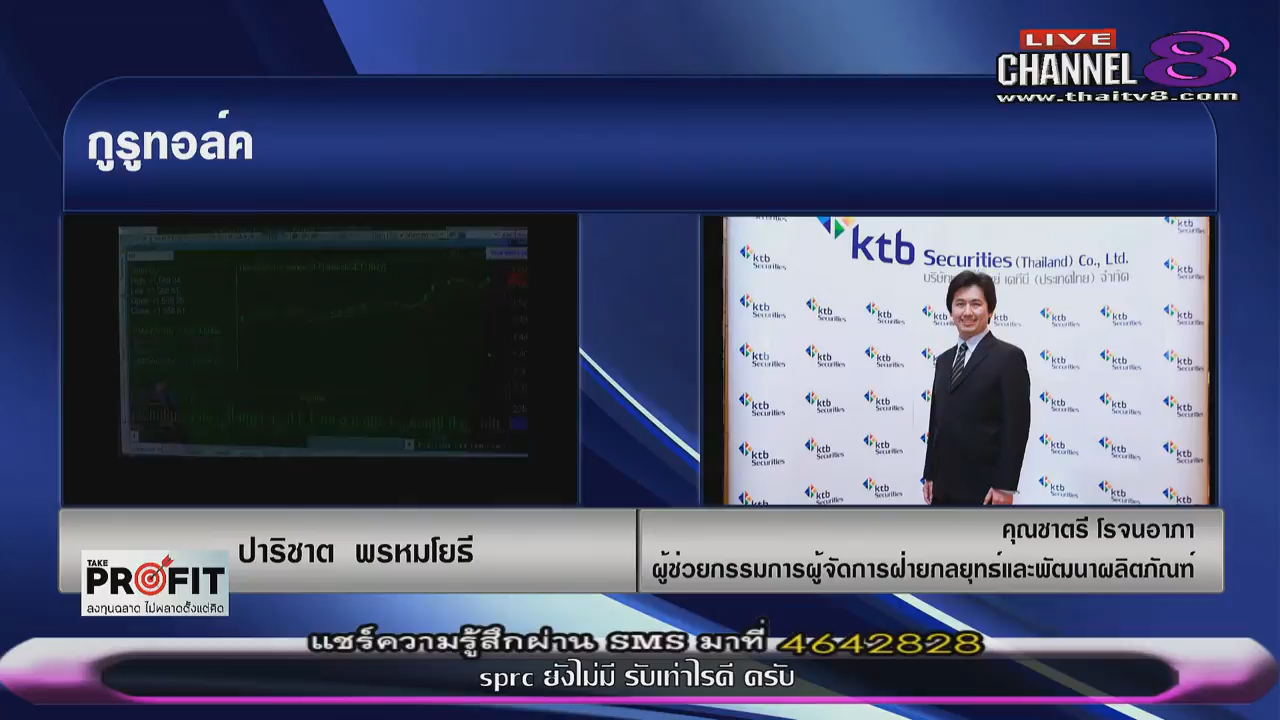 LIVE
CHANNEL 8
www.thaitv8.com
กูรูทอล์ค
ktb Securities (Thailand) Co., Ltd.
ktb Securities
ปาริชาต พรหมโยธี
คุณชาตรี โรจนอาภา
ผู้ช่วยกรรมการผู้จัดการฝ่ายกลยุทธ์และพัฒนาผลิตภัณฑ์
TAKE
PROFIT
ลงทุนฉลาด ไม่พลาดตั้งแต่คิด
แชร์ความรู้สึกผ่าน SMS มาที่ 4642828
sprc ยังไม่มี รับเท่าไรดี ครับ